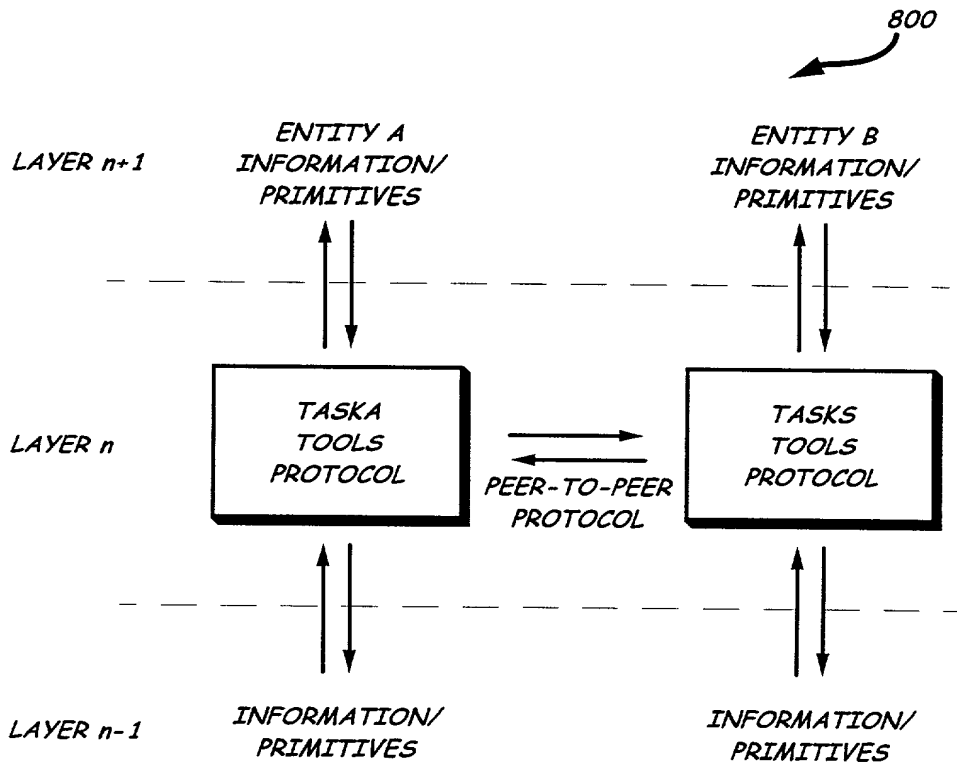 800
ENTITY A
INFORMATION/
PRIMITIVES
ENTITY B
INFORMATION/
PRIMITIVES
LAYER n+1
TASKA
TOOLS
PROTOCOL
TASKS
TOOLS
PROTOCOL
LAYER n
PEER-TO-PEER
PROTOCOL
LAYER n-1
INFORMATION/
PRIMITIVES
INFORMATION/
PRIMITIVES